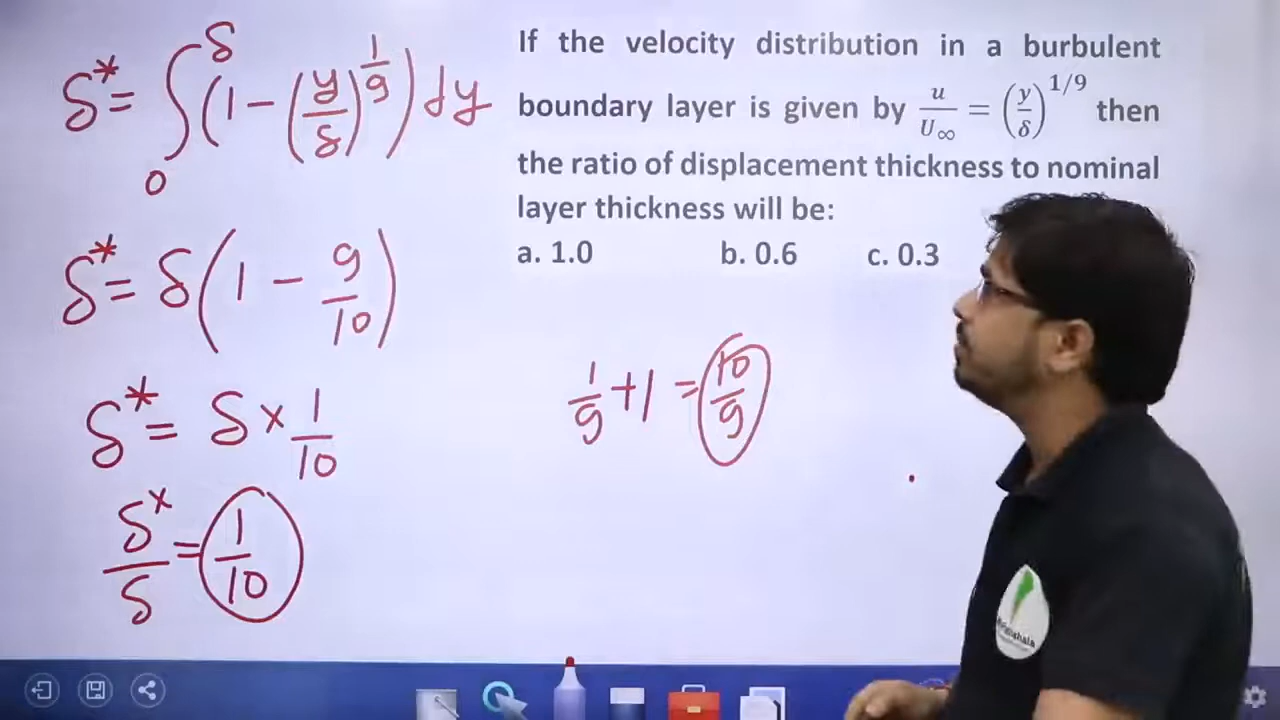 If the velocity distribution in a burbulent
boundary layer is given by u/U∞ = (y/δ)^1/9 then
the ratio of displacement thickness to nominal
layer thickness will be:
a. 1.0 b. 0.6 c. 0.3
δ* = ∫₀^δ (1 - (y/δ)^1/9) dy
δ* = δ(1 - 9/10)
δ* = δ × 1/10
δ*/δ = 1/10
1/9 + 1 = 10/9